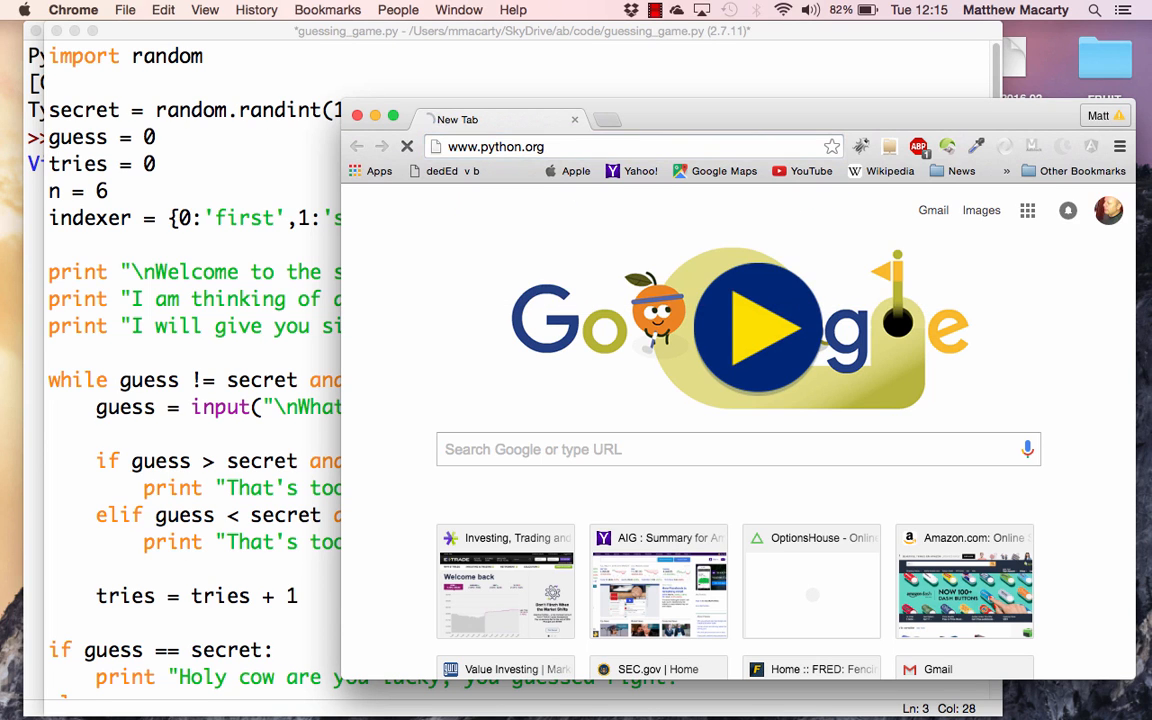 Chrome File Edit View History Bookmarks People Window Help 82% Tue 12:15 Matthew Macarty
*guessing_game.py - /Users/mmacarty/SkyDrive/ab/code/guessing_game.py (2.7.11)*
Py
[G
Ty
>>
import random
secret = random.randint(1
guess = 0
tries = 0
n = 6
indexer = {0:'first',1:'s
print "\nWelcome to the s
print "I am thinking of a
print "I will give you si
while guess != secret and
guess = input("\nWhat
if guess > secret and
print "That's too
elif guess < secret a
print "That's too
tries = tries + 1
if guess == secret:
print "Holy cow are you lucky, you guessed right!"
Ln: 3 Col: 28
New Tab
Matt
www.python.org
ABP
1
Apps dedEd v b Apple Yahoo! Google Maps YouTube Wikipedia News » Other Bookmarks
Gmail Images
Google
Search Google or type URL
Investing, Trading and
E*TRADE
Welcome back
AIG : Summary for Am
OptionsHouse - Online
Amazon.com: Online
NOW 100+
DASH BUTTONS
Value Investing | Mark
SEC.gov | Home
Home :: FRED: Fencin
Gmail